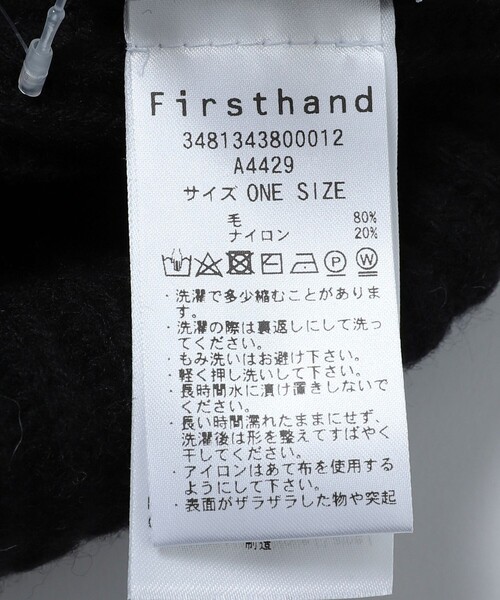 Firsthand
3481343800012
A4429
サイズ ONE SIZE
毛 80%
ナイロン 20%
P W
・洗濯で多少縮むことがありま
す。
・洗濯の際は裏返しにして洗っ
てください。
・もみ洗いはお避け下さい。
・軽く押し洗いして下さい。
・長時間水に漬け置きしないで
ください。
・長い時間濡れたままにせず、
洗濯後は形を整えてすばやく
干してください。
・アイロンはあて布を使用する
ようにして下さい。
・表面がザラザラした物や突起
制造